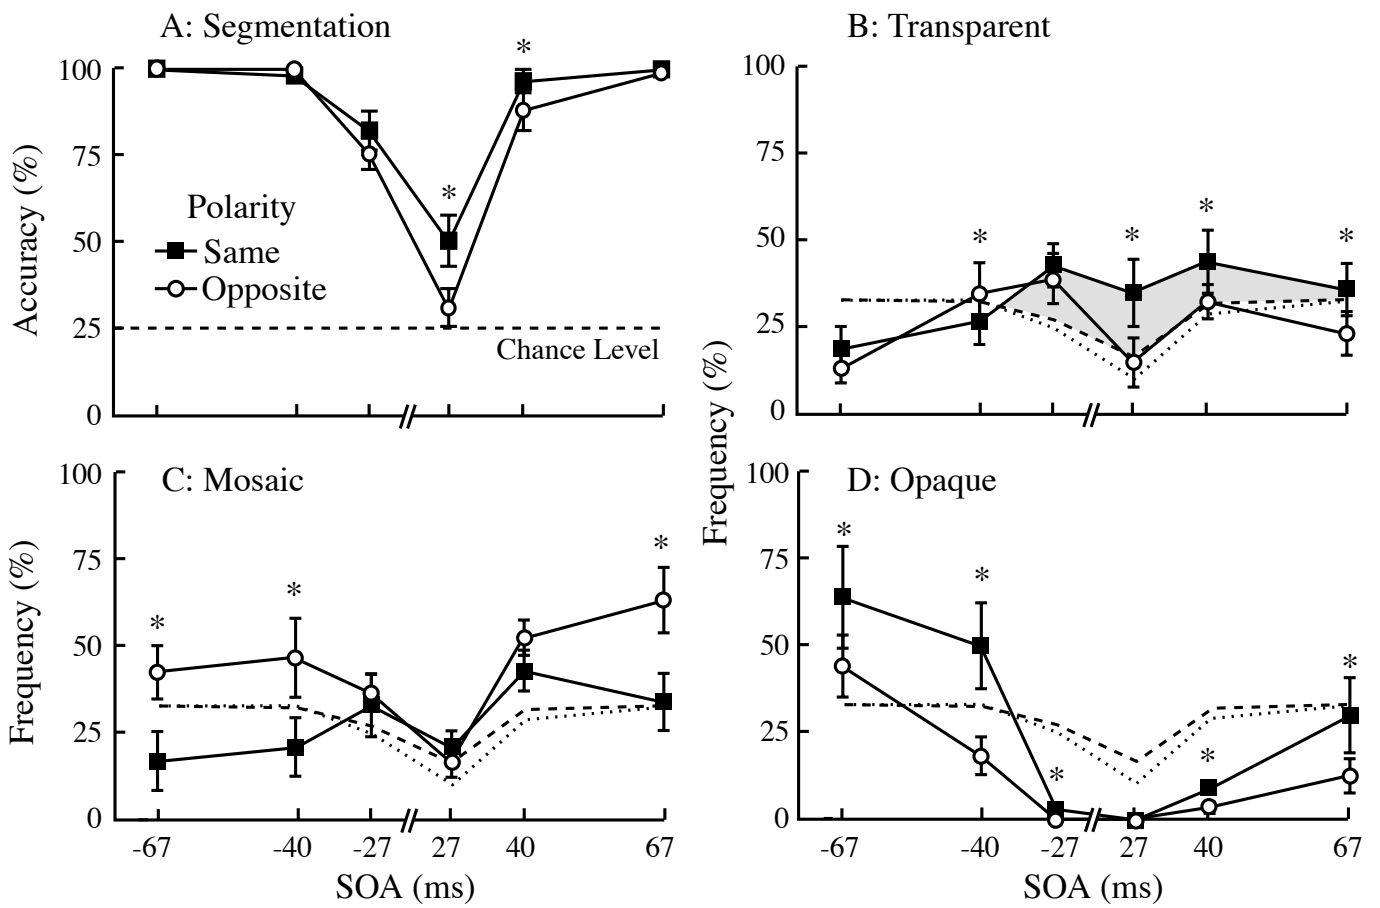 A: Segmentation
*
100
75
50
25
0
Accuracy (%)
*
Polarity
Same
Opposite
Chance Level
B: Transparent
100
75
50
25
0
Frequency (%)
*
*
*
*
C: Mosaic
100
75
50
25
0
Frequency (%)
*
*
*
-67 -40 -27 27 40 67
SOA (ms)
D: Opaque
100
75
50
25
0
*
*
*
*
*
-67 -40 -27 27 40 67
SOA (ms)